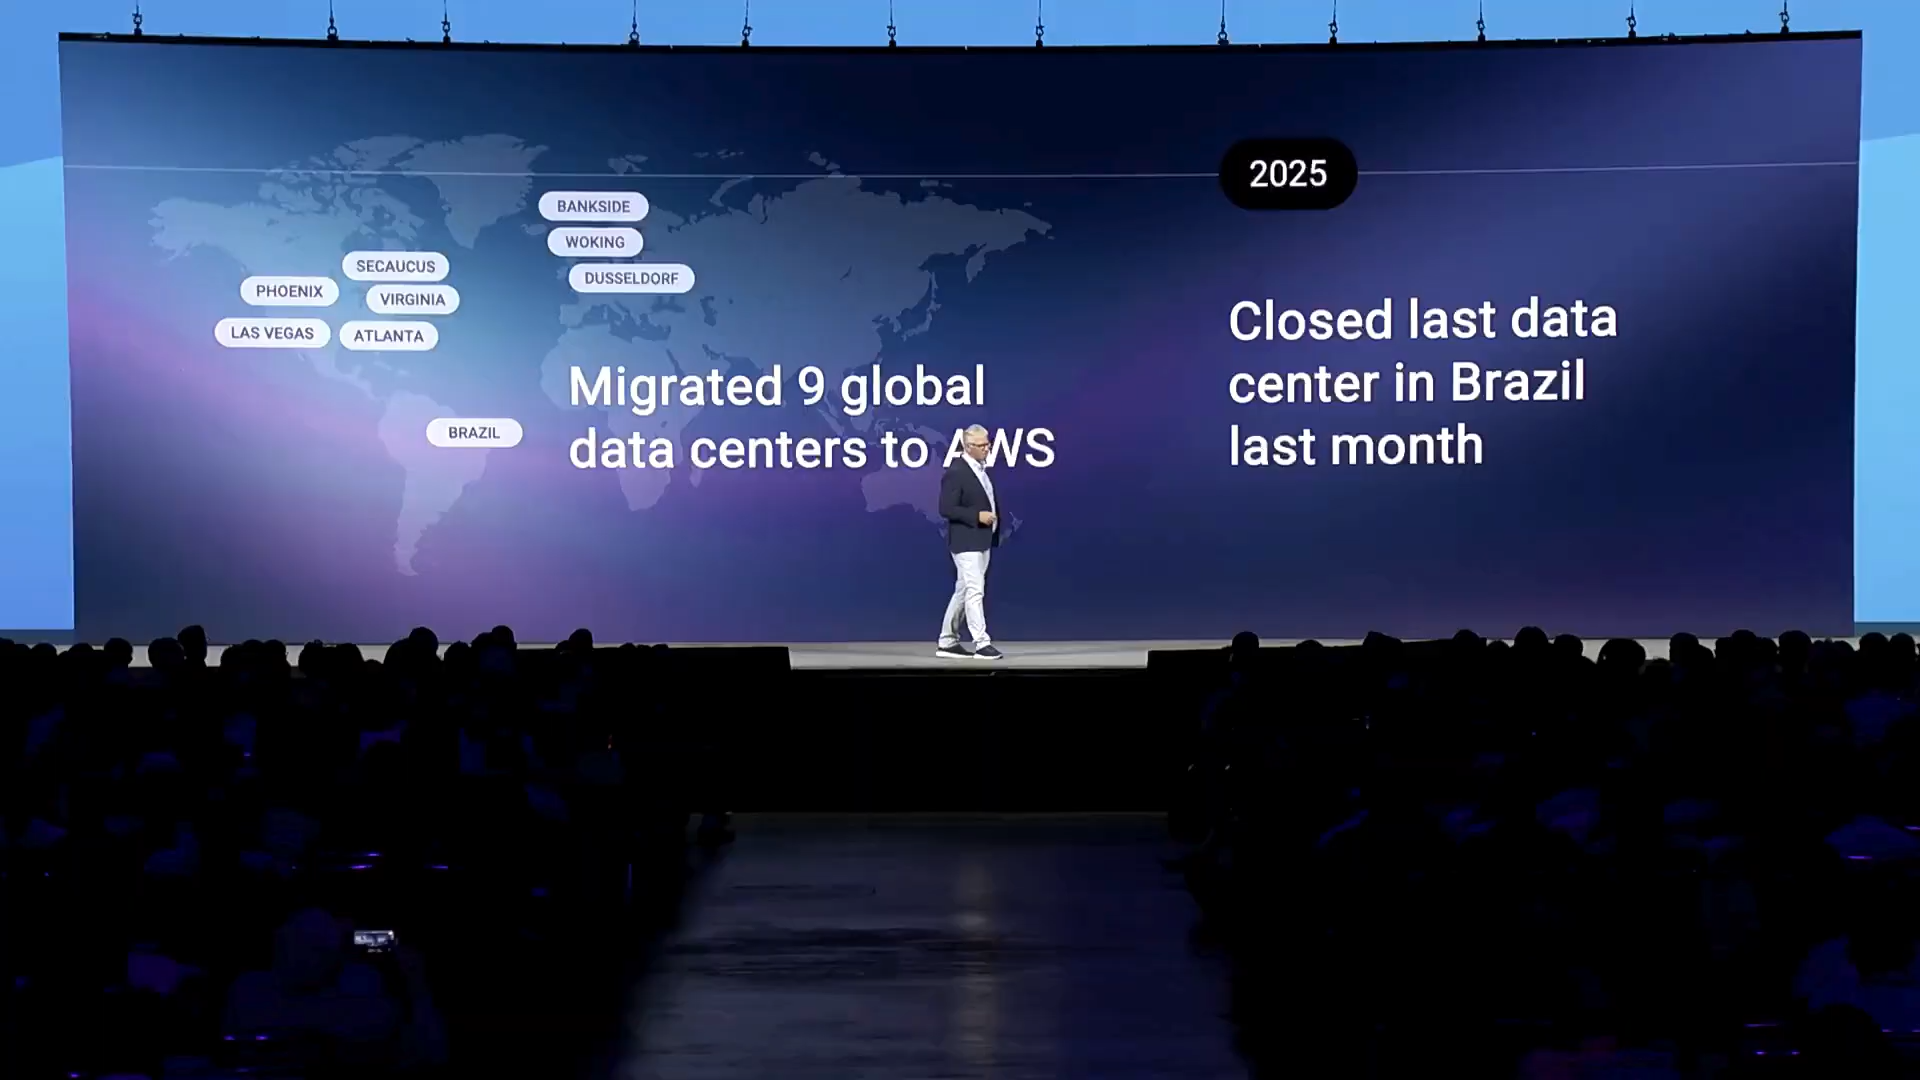 2025
BANKSIDE
WOKING
DUSSELDORF
SECAUCUS
PHOENIX
VIRGINIA
LAS VEGAS
ATLANTA
BRAZIL
Migrated 9 global
data centers to AWS
Closed last data
center in Brazil
last month